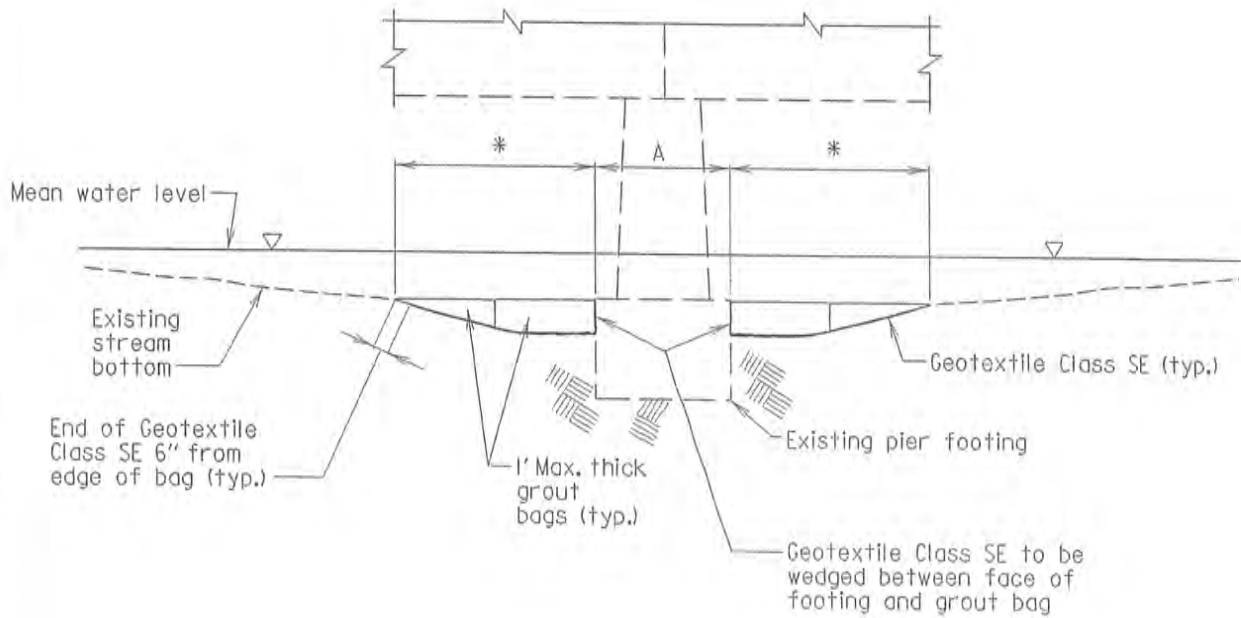 *
A
*
Mean water level
Existing
stream
bottom
Geotextile Class SE (typ.)
End of Geotextile
Class SE 6" from
edge of bag (typ.)
1' Max. thick
grout
bags (typ.)
Existing pier footing
Geotextile Class SE to be
wedged between face of
footing and grout bag